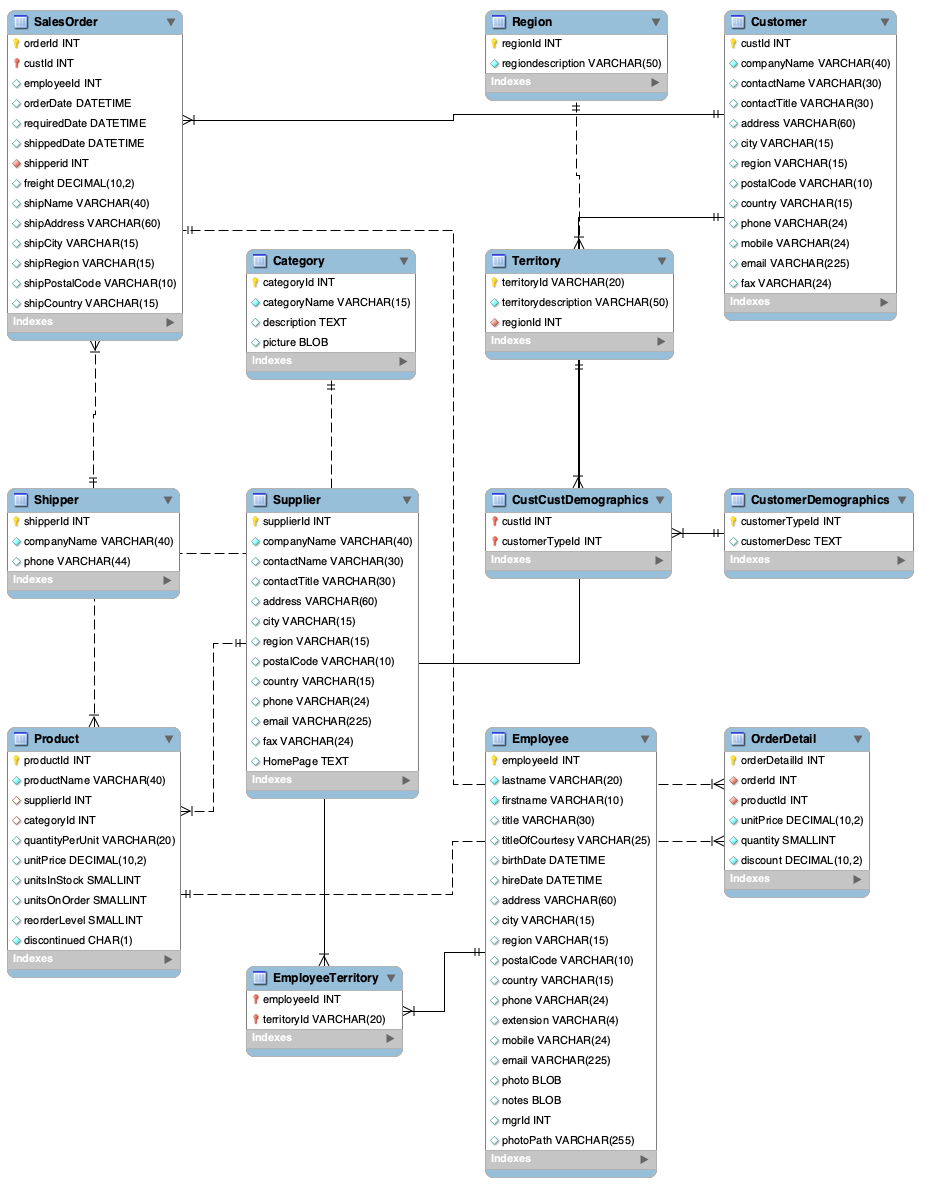 SalesOrder
orderId INT
custId INT
employeeId INT
orderDate DATETIME
requiredDate DATETIME
shippedDate DATETIME
shipperid INT
freight DECIMAL(10,2)
shipName VARCHAR(40)
shipAddress VARCHAR(60)
shipCity VARCHAR(15)
shipRegion VARCHAR(15)
shipPostalCode VARCHAR(10)
shipCountry VARCHAR(15)
Indexes
Region
regionId INT
regiondescription VARCHAR(50)
Indexes
Customer
custId INT
companyName VARCHAR(40)
contactName VARCHAR(30)
contactTitle VARCHAR(30)
address VARCHAR(60)
city VARCHAR(15)
region VARCHAR(15)
postalCode VARCHAR(10)
country VARCHAR(15)
phone VARCHAR(24)
mobile VARCHAR(24)
email VARCHAR(225)
fax VARCHAR(24)
Indexes
Category
categoryId INT
categoryName VARCHAR(15)
description TEXT
picture BLOB
Indexes
Territory
territoryId VARCHAR(20)
territorydescription VARCHAR(50)
regionId INT
Indexes
Shipper
shipperId INT
companyName VARCHAR(40)
phone VARCHAR(44)
Indexes
Supplier
supplierId INT
companyName VARCHAR(40)
contactName VARCHAR(30)
contactTitle VARCHAR(30)
address VARCHAR(60)
city VARCHAR(15)
region VARCHAR(15)
postalCode VARCHAR(10)
country VARCHAR(15)
phone VARCHAR(24)
email VARCHAR(225)
fax VARCHAR(24)
HomePage TEXT
Indexes
CustCustDemographics
custId INT
customerTypeId INT
Indexes
CustomerDemographics
customerTypeId INT
customerDesc TEXT
Indexes
Product
productId INT
productName VARCHAR(40)
supplierId INT
categoryId INT
quantityPerUnit VARCHAR(20)
unitPrice DECIMAL(10,2)
unitsInStock SMALLINT
unitsOnOrder SMALLINT
reorderLevel SMALLINT
discontinued CHAR(1)
Indexes
Employee
employeeId INT
lastname VARCHAR(20)
firstname VARCHAR(10)
title VARCHAR(30)
titleOfCourtesy VARCHAR(25)
birthDate DATETIME
hireDate DATETIME
address VARCHAR(60)
city VARCHAR(15)
region VARCHAR(15)
postalCode VARCHAR(10)
country VARCHAR(15)
phone VARCHAR(24)
extension VARCHAR(4)
mobile VARCHAR(24)
email VARCHAR(225)
photo BLOB
notes BLOB
mgrId INT
photoPath VARCHAR(255)
Indexes
OrderDetail
orderDetailId INT
orderId INT
productId INT
unitPrice DECIMAL(10,2)
quantity SMALLINT
discount DECIMAL(10,2)
Indexes
EmployeeTerritory
employeeId INT
territoryId VARCHAR(20)
Indexes